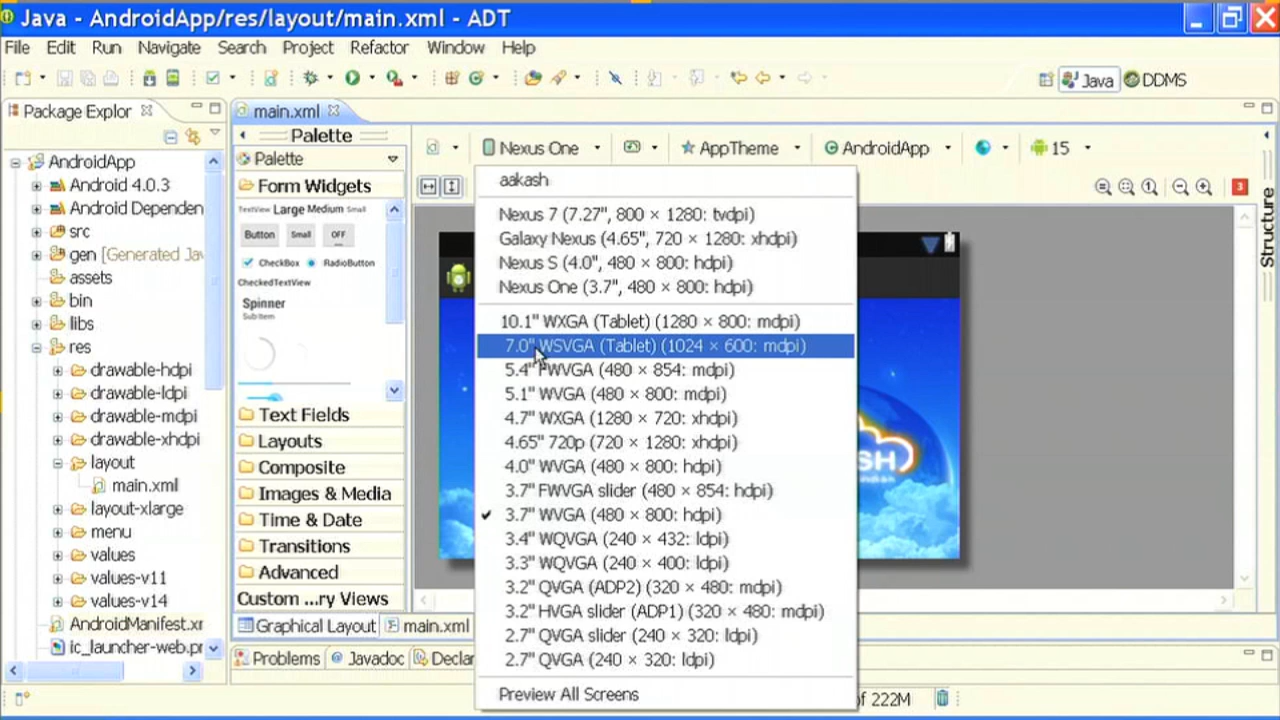 Java - AndroidApp/res/layout/main.xml - ADT
File Edit Run Navigate Search Project Refactor Window Help
Java DDMS
Package Explor
AndroidApp
Android 4.0.3
Android Dependen
src
gen [Generated Jav
assets
bin
libs
res
drawable-hdpi
drawable-ldpi
drawable-mdpi
drawable-xhdpi
layout
main.xml
layout-xlarge
menu
values
values-v11
values-v14
AndroidManifest.xr
ic_launcher-web.pr
main.xml
Palette
Palette
Form Widgets
TextView Large Medium Small
Button Small OFF
CheckBox RadioButton
CheckedTextView
Spinner
Sub Item
Text Fields
Layouts
Composite
Images & Media
Time & Date
Transitions
Advanced
Custom ...ry Views
Graphical Layout main.xml
Problems @ Javadoc Declar
Nexus One AppTheme AndroidApp 15
3
aakash
Nexus 7 (7.27", 800 × 1280: tvdpi)
Galaxy Nexus (4.65", 720 × 1280: xhdpi)
Nexus S (4.0", 480 × 800: hdpi)
Nexus One (3.7", 480 × 800: hdpi)
10.1" WXGA (Tablet) (1280 × 800: mdpi)
7.0" WSVGA (Tablet) (1024 × 600: mdpi)
5.4" FWVGA (480 × 854: mdpi)
5.1" WVGA (480 × 800: mdpi)
4.7" WXGA (1280 × 720: xhdpi)
4.65" 720p (720 × 1280: xhdpi)
4.0" WVGA (480 × 800: hdpi)
3.7" FWVGA slider (480 × 854: hdpi)
3.7" WVGA (480 × 800: hdpi)
3.4" WQVGA (240 × 432: ldpi)
3.3" WQVGA (240 × 400: ldpi)
3.2" QVGA (ADP2) (320 × 480: mdpi)
3.2" HVGA slider (ADP1) (320 × 480: mdpi)
2.7" QVGA slider (240 × 320: ldpi)
2.7" QVGA (240 × 320: ldpi)
Preview All Screens
SH
Structure
of 222M